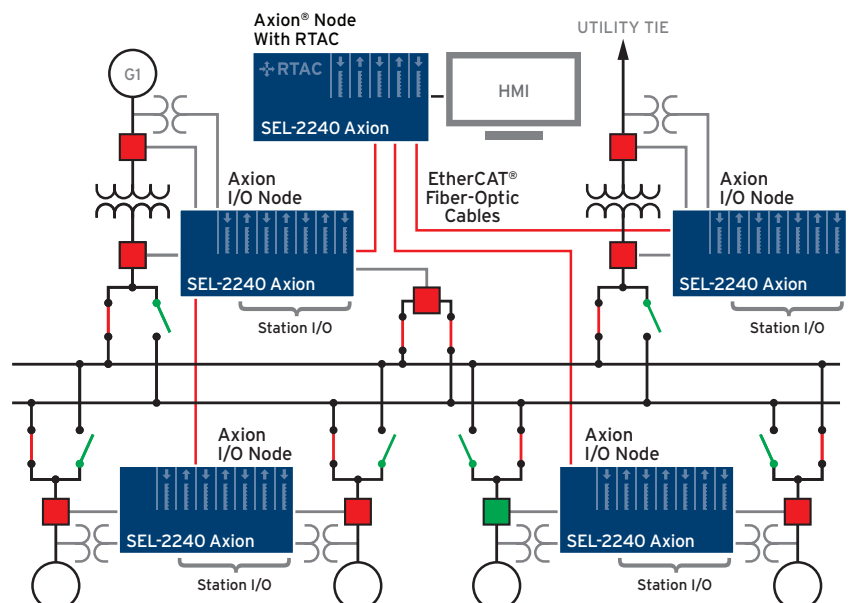 Axion® Node
With RTAC
UTILITY TIE
G1
RTAC
HMI
SEL-2240 Axion
Axion
I/O Node
EtherCAT®
Fiber-Optic
Cables
Axion
I/O Node
SEL-2240 Axion
SEL-2240 Axion
Station I/O
Station I/O
Axion
I/O Node
Axion
I/O Node
SEL-2240 Axion
SEL-2240 Axion
Station I/O
Station I/O